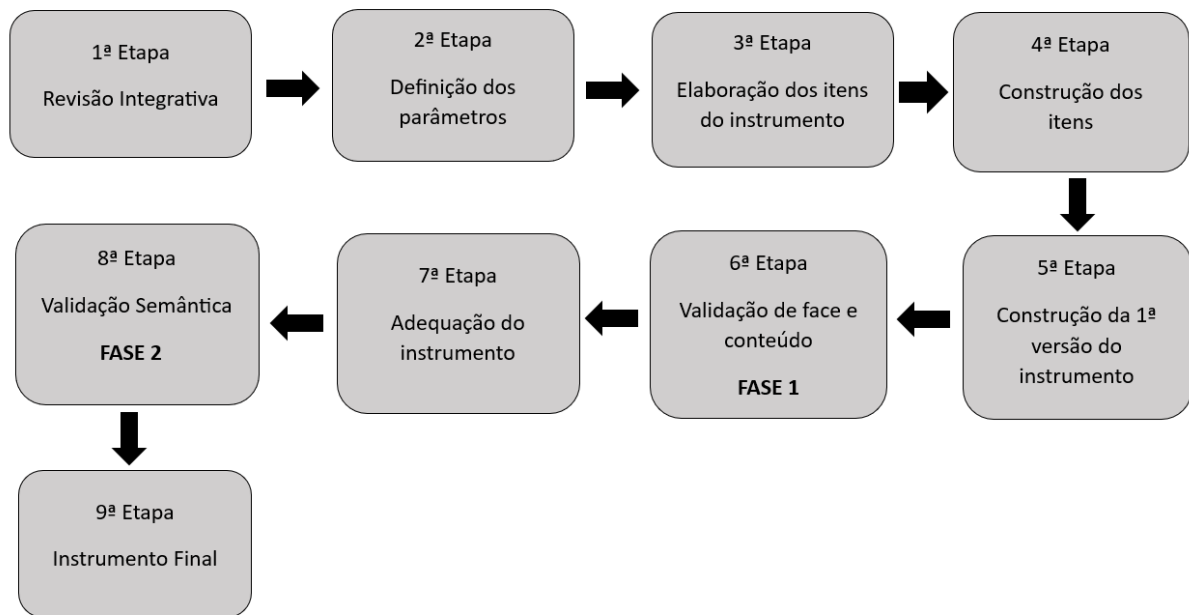 1ª Etapa
Revisão Integrativa
2ª Etapa
Definição dos
parâmetros
3ª Etapa
Elaboração dos itens
do instrumento
4ª Etapa
Construção dos
itens
5ª Etapa
Construção da 1ª
versão do
instrumento
6ª Etapa
Validação de face e
conteúdo
FASE 1
7ª Etapa
Adequação do
instrumento
8ª Etapa
Validação Semântica
FASE 2
9ª Etapa
Instrumento Final